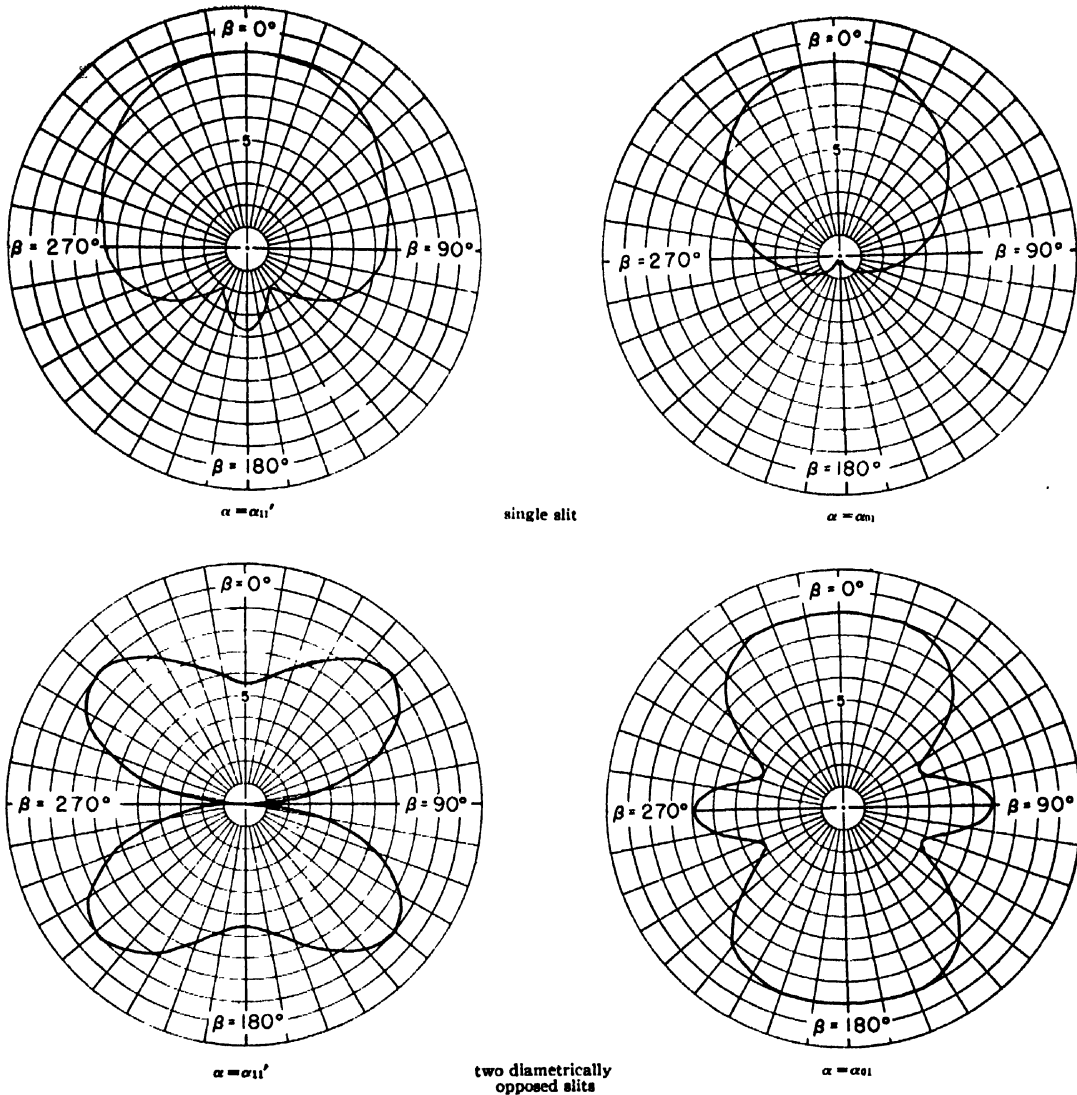 β = 0°
5
β = 270°
β = 90°
β = 180°
α = α₁₁′
β = 0°
5
β = 270°
β = 90°
β = 180°
α = α₀₁
single slit
β = 0°
5
β = 270°
β = 90°
β = 180°
α = α₁₁′
β = 0°
5
β = 270°
β = 90°
β = 180°
α = α₀₁
two diametrically
opposed slits